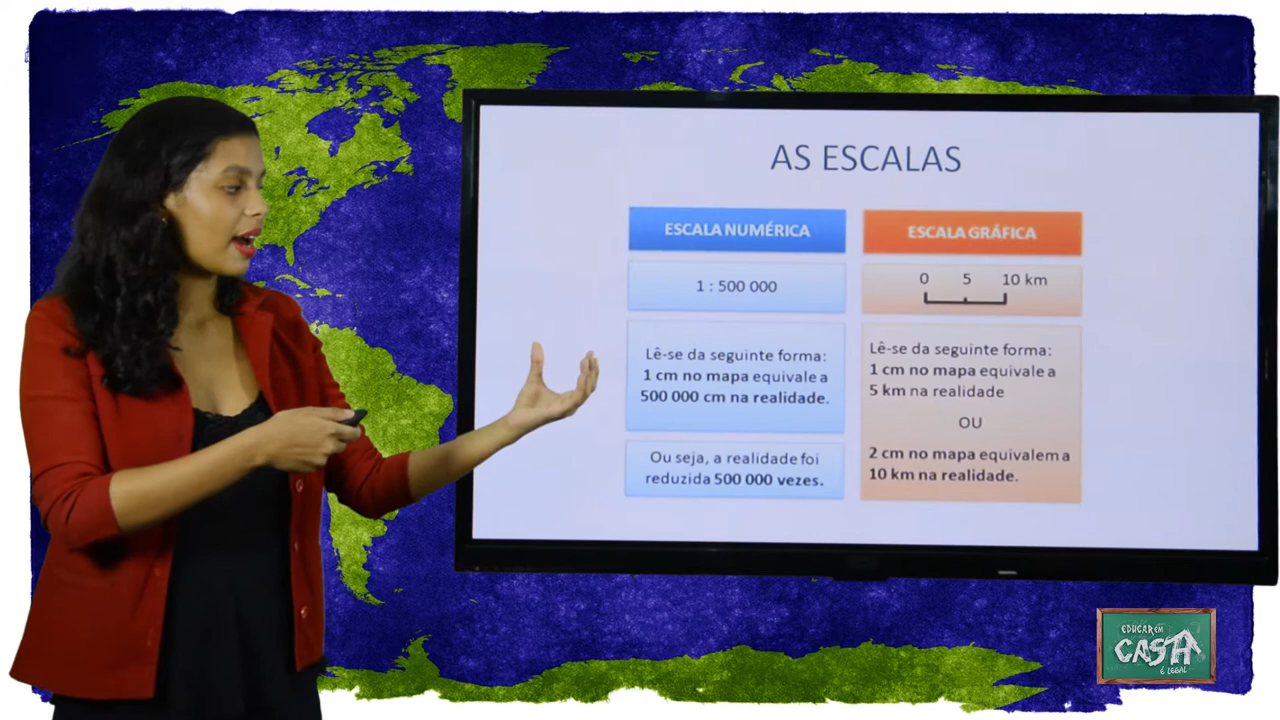 AS ESCALAS
ESCALA NUMÉRICA
1 : 500 000
Lê-se da seguinte forma:
1 cm no mapa equivale a
500 000 cm na realidade.
Ou seja, a realidade foi
reduzida 500 000 vezes.
ESCALA GRÁFICA
0 5 10 km
Lê-se da seguinte forma:
1 cm no mapa equivale a
5 km na realidade
OU
2 cm no mapa equivalem a
10 km na realidade.
EDUCAR EM
CASA
É LEGAL